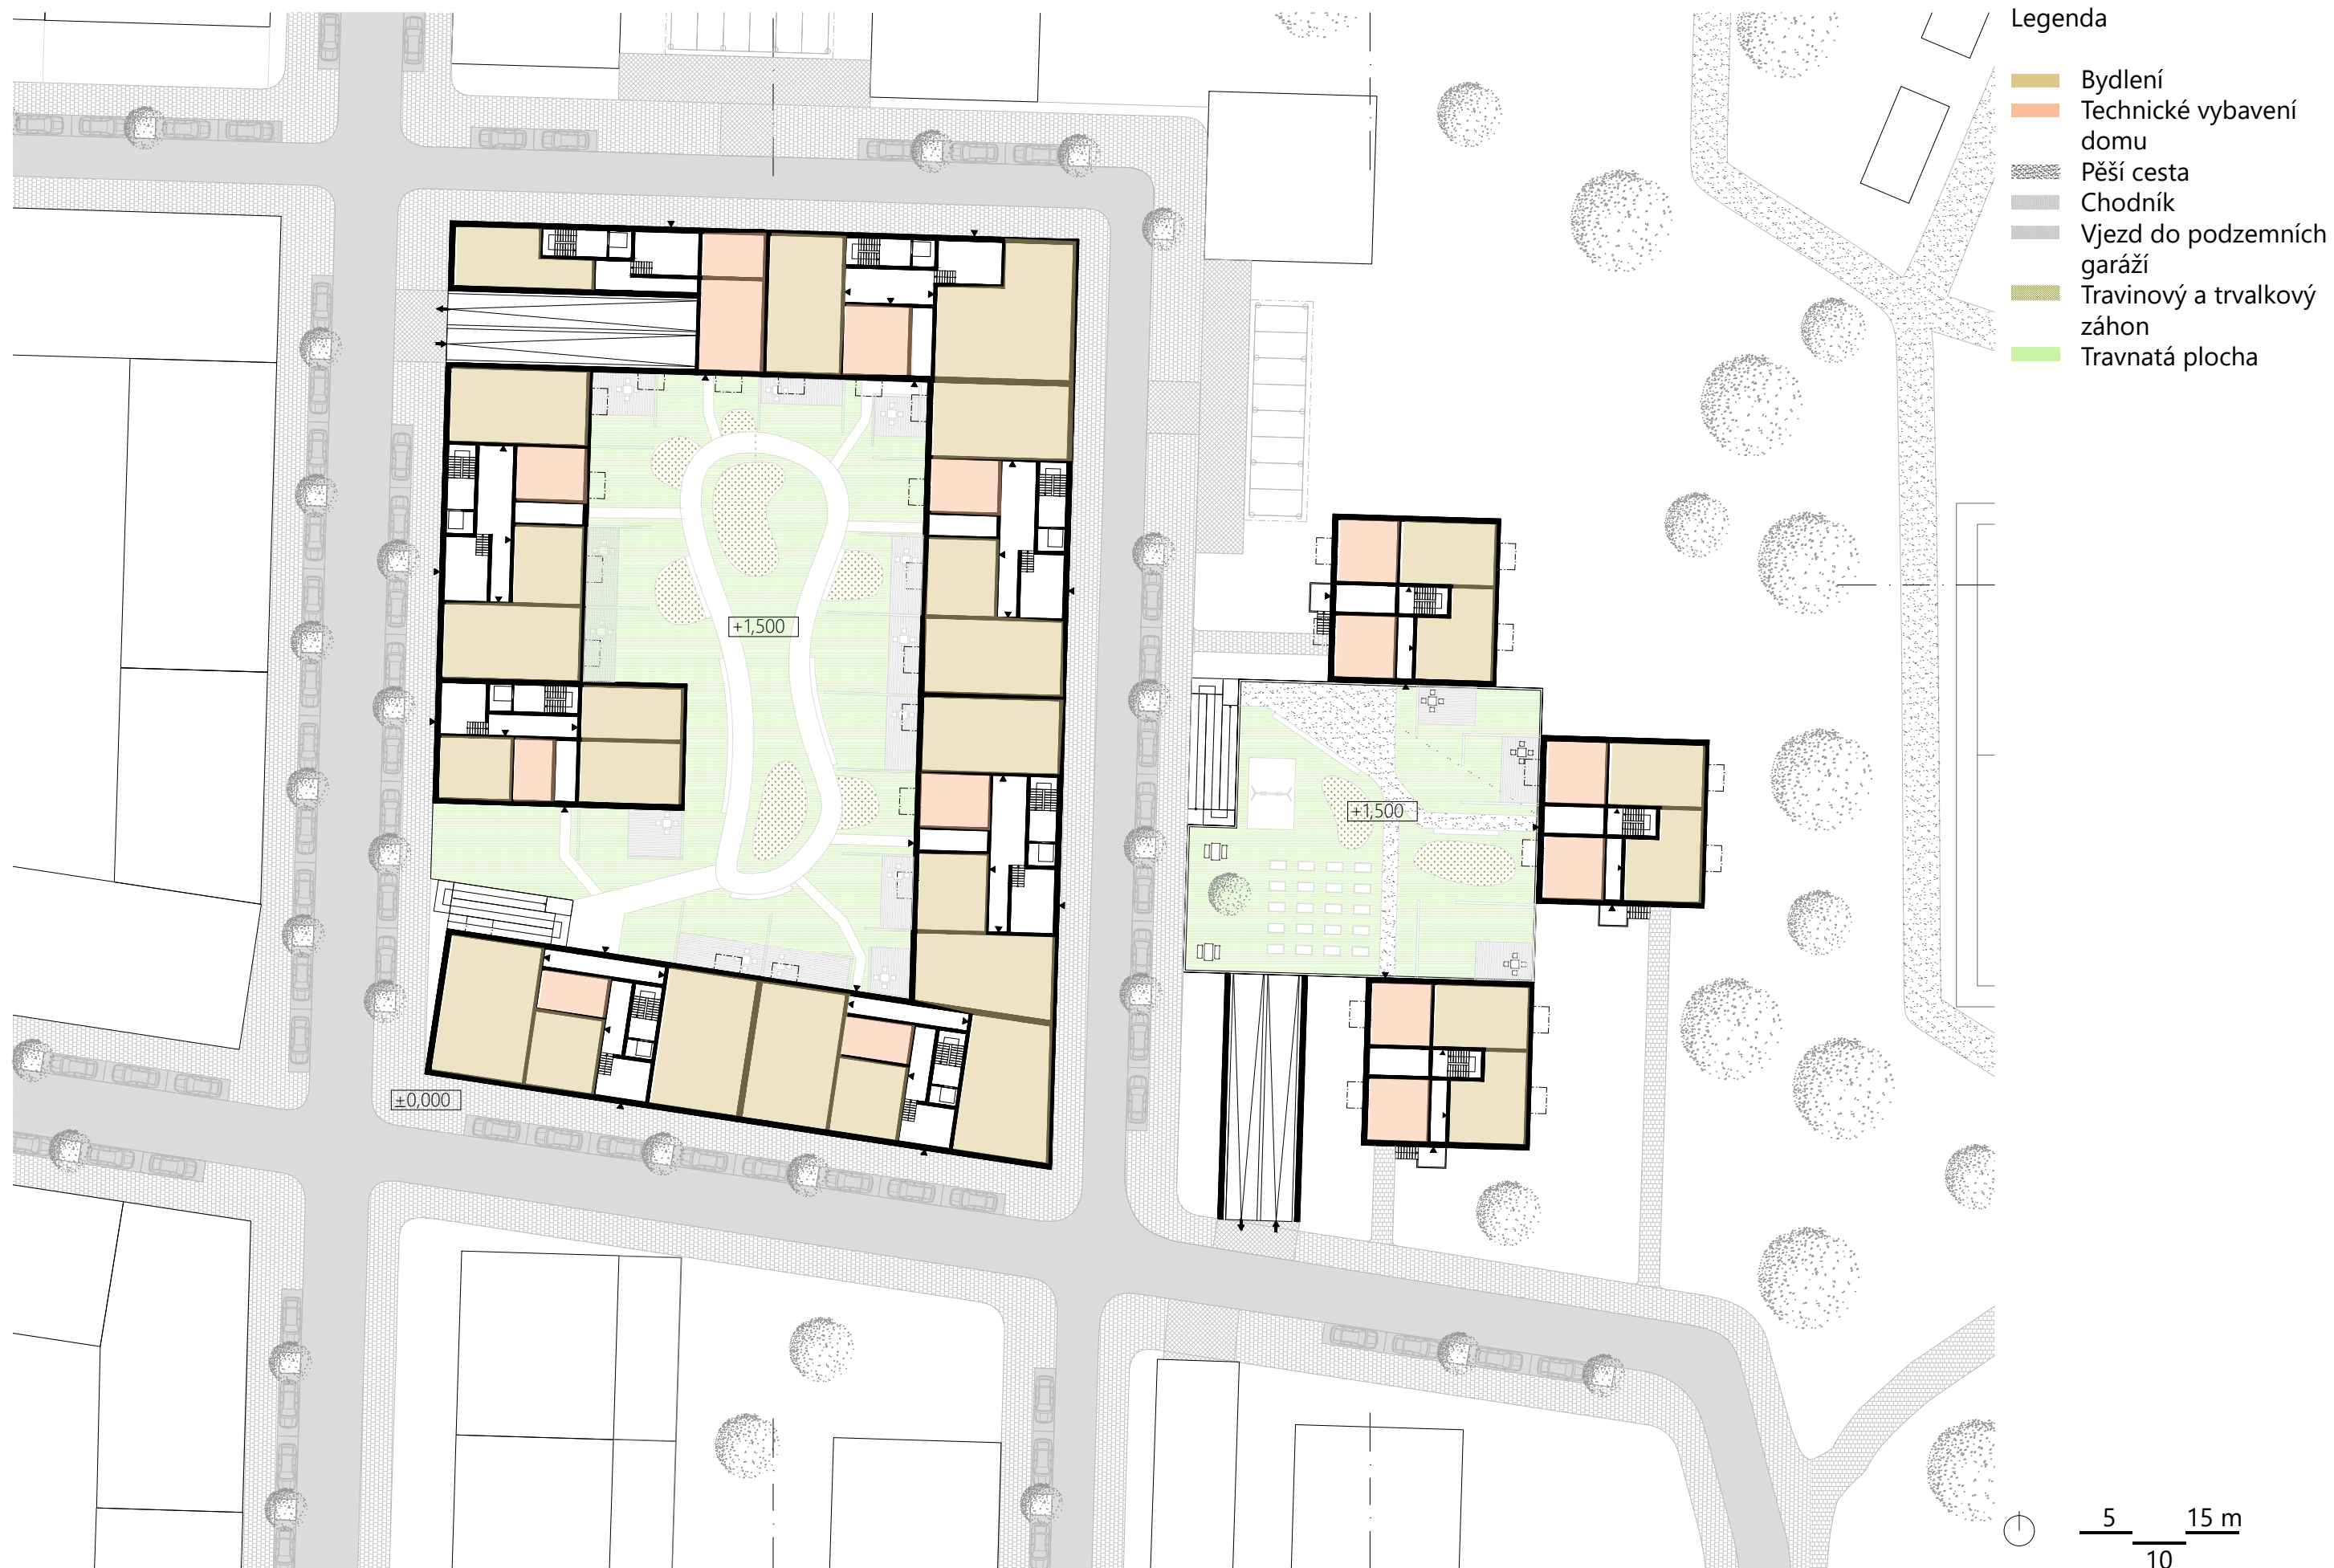 Legenda
Bydlení
Technické vybavení
domu
Pěší cesta
Chodník
Vjezd do podzemních
garáží
Travinový a trvalkový
záhon
Travnatá plocha
+1,500
+1,500
±0,000
5 15 m
10